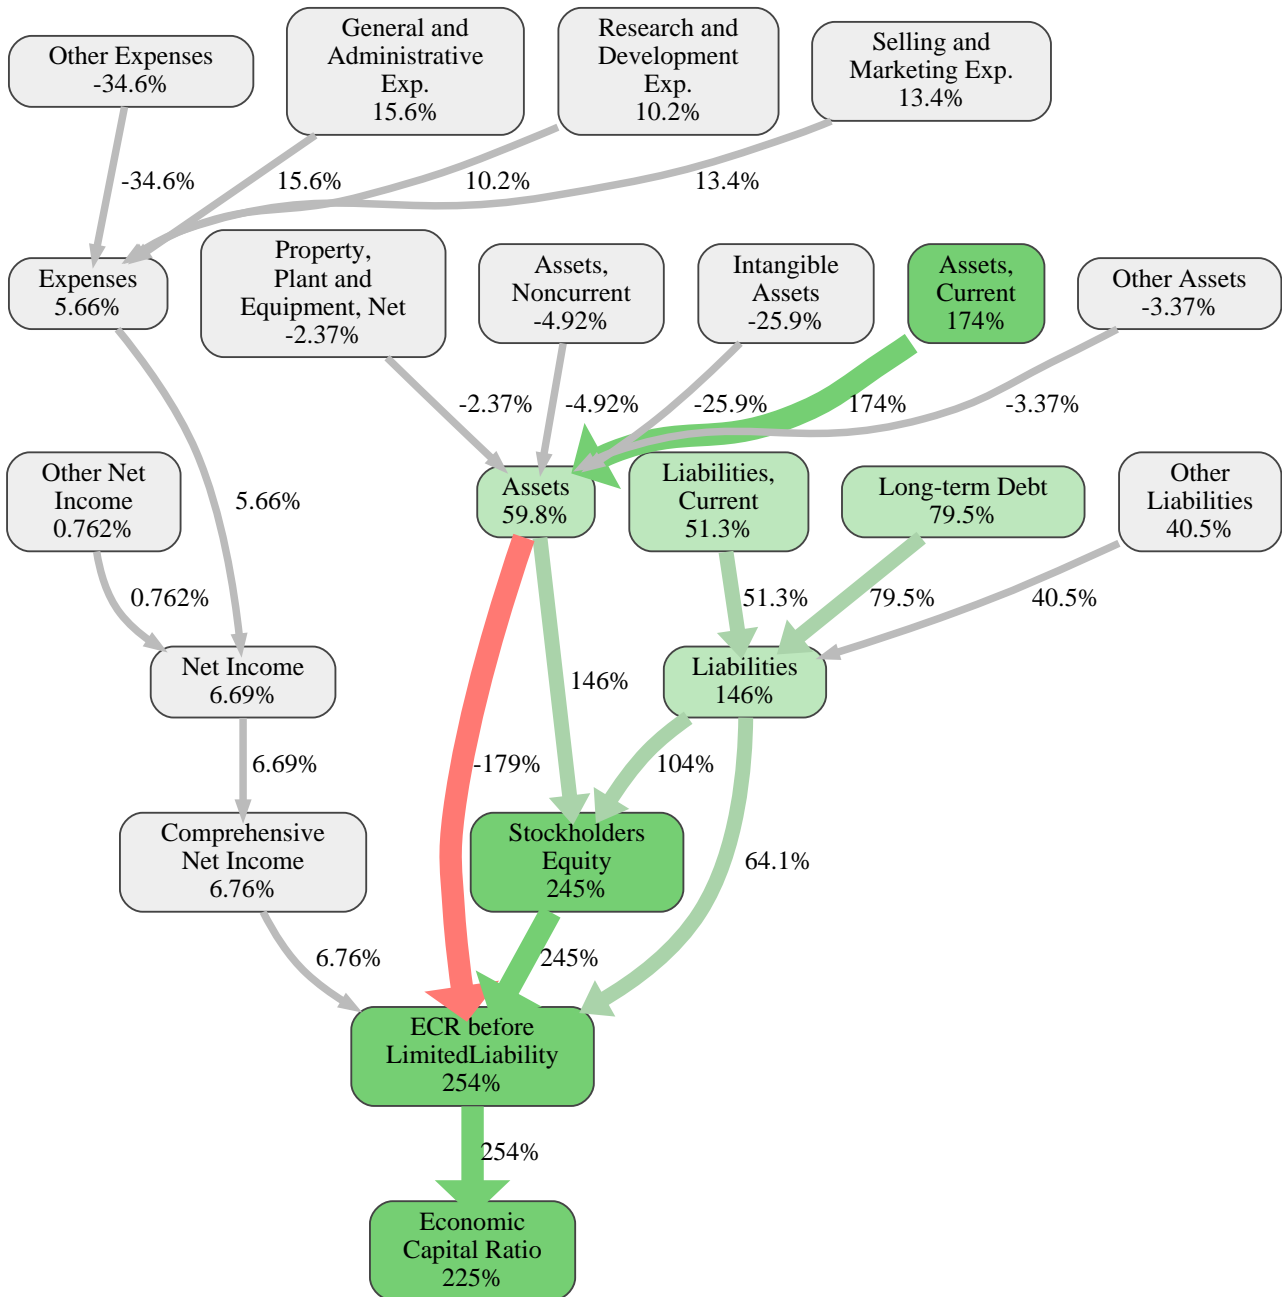 Other Expenses
-34.6%
General and
Administrative
Exp.
15.6%
Research and
Development
Exp.
10.2%
Selling and
Marketing Exp.
13.4%
-34.6%
15.6%
10.2%
13.4%
Expenses
5.66%
Property,
Plant and
Equipment, Net
-2.37%
Assets,
Noncurrent
-4.92%
Intangible
Assets
-25.9%
Assets,
Current
174%
Other Assets
-3.37%
-2.37%
-4.92%
-25.9%
174%
-3.37%
Other Net
Income
0.762%
5.66%
Assets
59.8%
Liabilities,
Current
51.3%
Long-term Debt
79.5%
Other
Liabilities
40.5%
0.762%
51.3%
79.5%
40.5%
Net Income
6.69%
146%
Liabilities
146%
6.69%
-179%
104%
Comprehensive
Net Income
6.76%
Stockholders
Equity
245%
64.1%
6.76%
245%
ECR before
LimitedLiability
254%
254%
Economic
Capital Ratio
225%